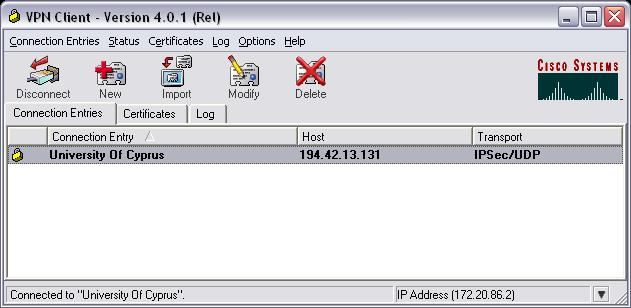 VPN Client - Version 4.0.1 (Rel)
Connection Entries Status Certificates Log Options Help
Disconnect New Import Modify Delete
CISCO SYSTEMS
Connection Entries Certificates Log
Connection Entry Host Transport
University Of Cyprus 194.42.13.131 IPSec/UDP
Connected to "University Of Cyprus". IP Address (172.20.86.2)